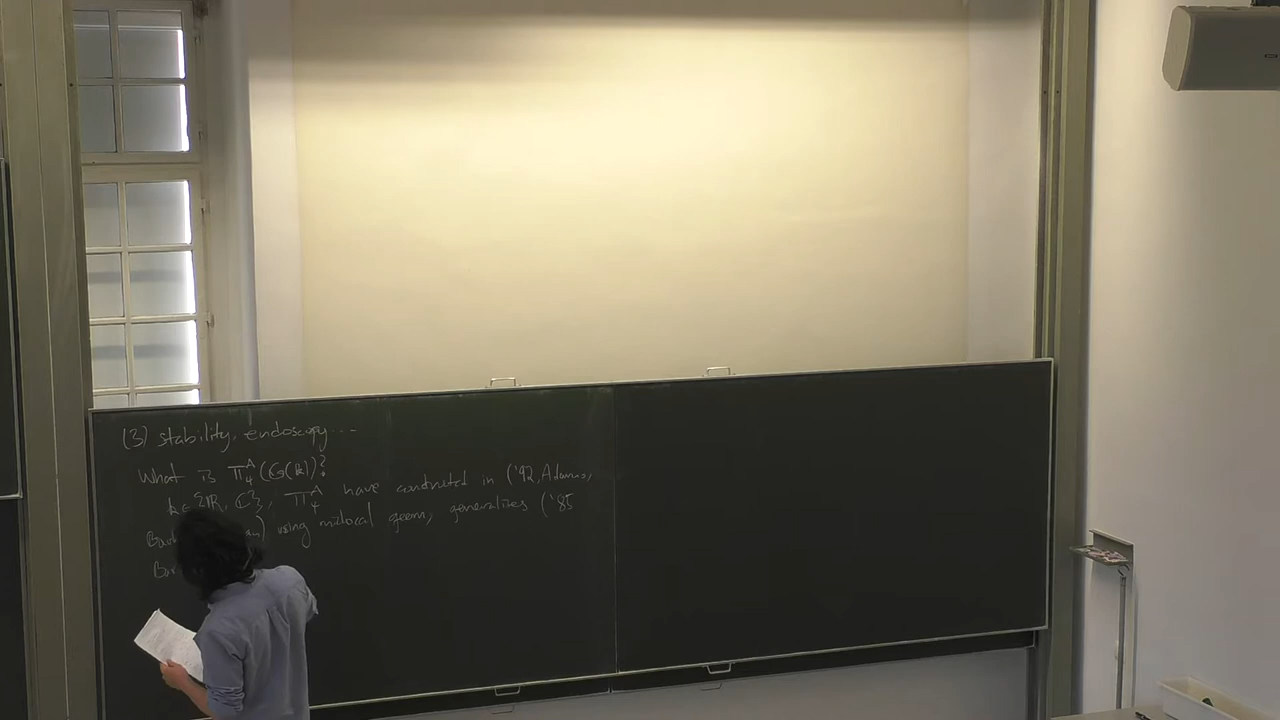 (3) stability, endoscopy...
What is Π^A_ψ(G(k))?
k∈{ℝ, ℂ}, Π^A_ψ have constructed in ('92, Adams,
using microlocal geom, generalizes ('85